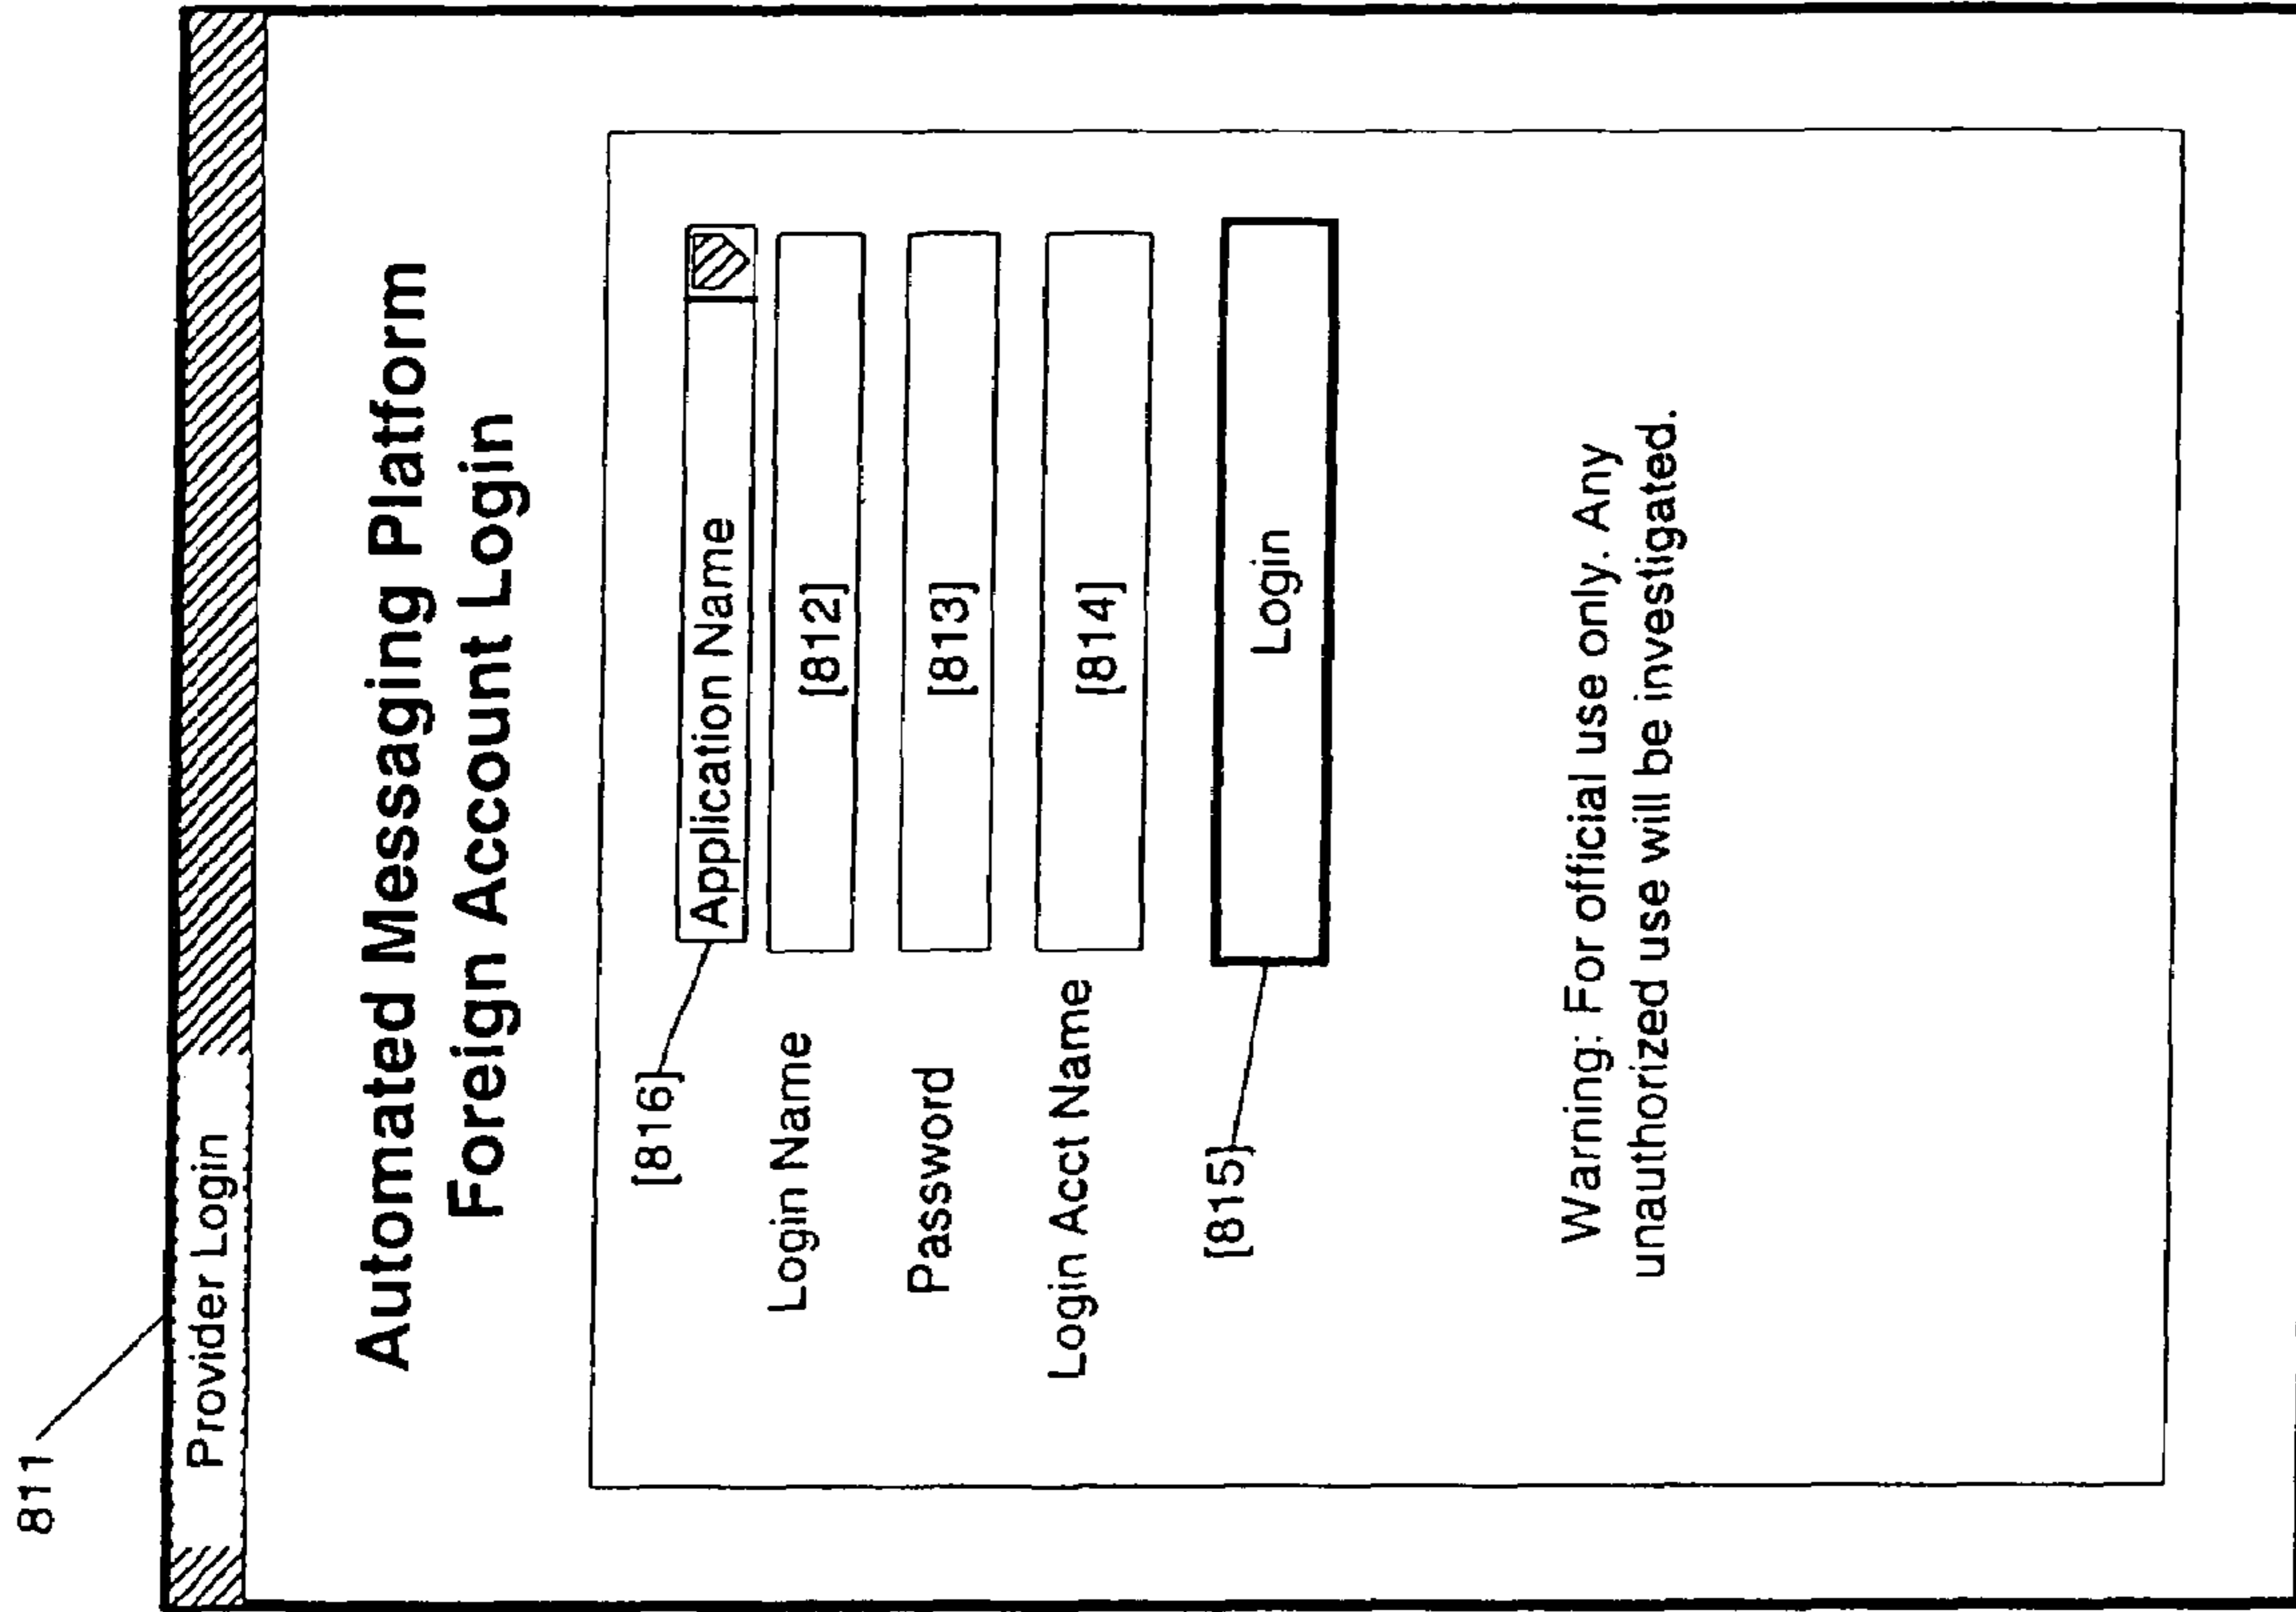 811
Provider Login
Automated Messaging Platform
Foreign Account Login
[816]
Application Name
Login Name [812]
Password [813]
Login Acct Name [814]
[815] Login
Warning: For official use only. Any
unauthorized use will be investigated.